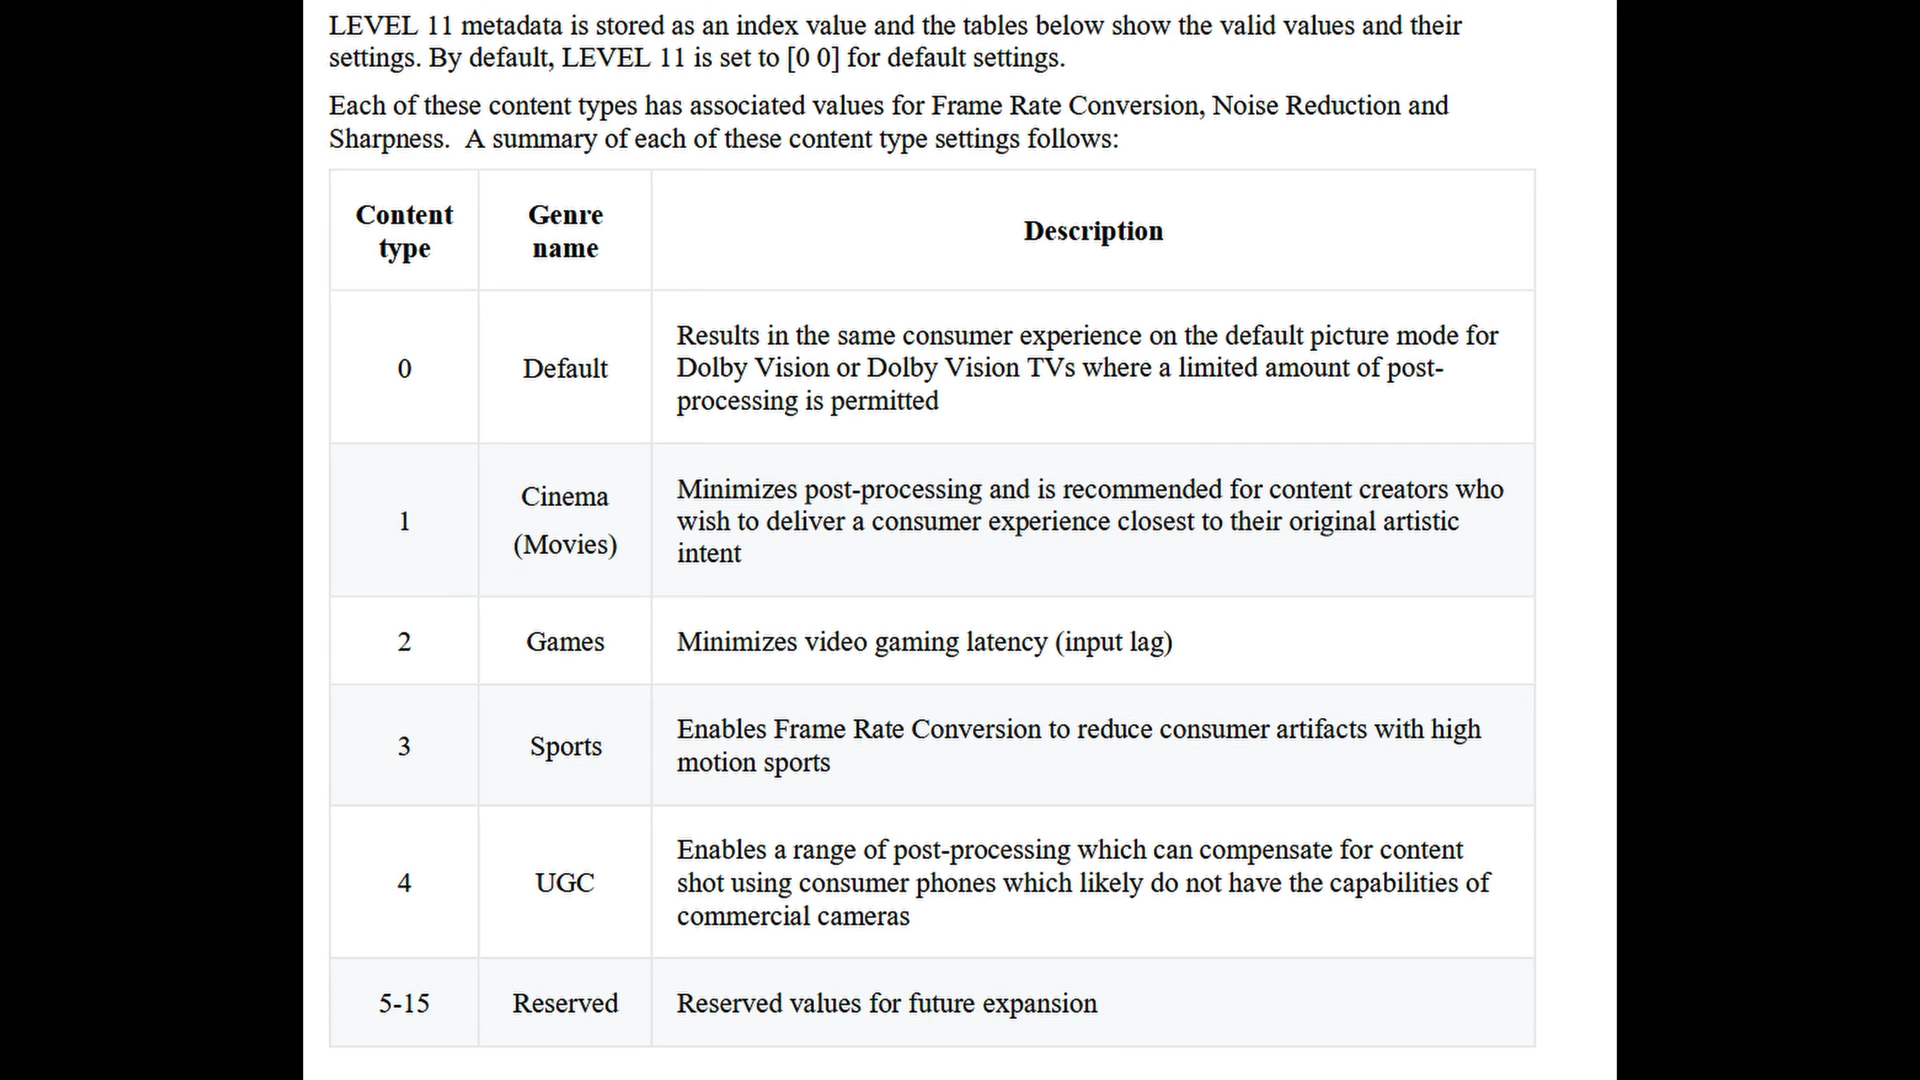 LEVEL 11 metadata is stored as an index value and the tables below show the valid values and their
settings. By default, LEVEL 11 is set to [0 0] for default settings.
Each of these content types has associated values for Frame Rate Conversion, Noise Reduction and
Sharpness.  A summary of each of these content type settings follows:
Content
type
Genre
name
Description
0
Default
Results in the same consumer experience on the default picture mode for
Dolby Vision or Dolby Vision TVs where a limited amount of post-
processing is permitted
1
Cinema
(Movies)
Minimizes post-processing and is recommended for content creators who
wish to deliver a consumer experience closest to their original artistic
intent
2
Games
Minimizes video gaming latency (input lag)
3
Sports
Enables Frame Rate Conversion to reduce consumer artifacts with high
motion sports
4
UGC
Enables a range of post-processing which can compensate for content
shot using consumer phones which likely do not have the capabilities of
commercial cameras
5-15
Reserved
Reserved values for future expansion